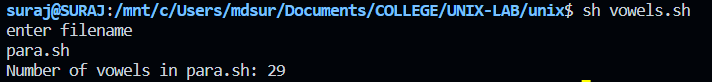 suraj@SURAJ:/mnt/c/Users/mdsur/Documents/COLLEGE/UNIX-LAB/unix$ sh vowels.sh
enter filename
para.sh
Number of vowels in para.sh: 29